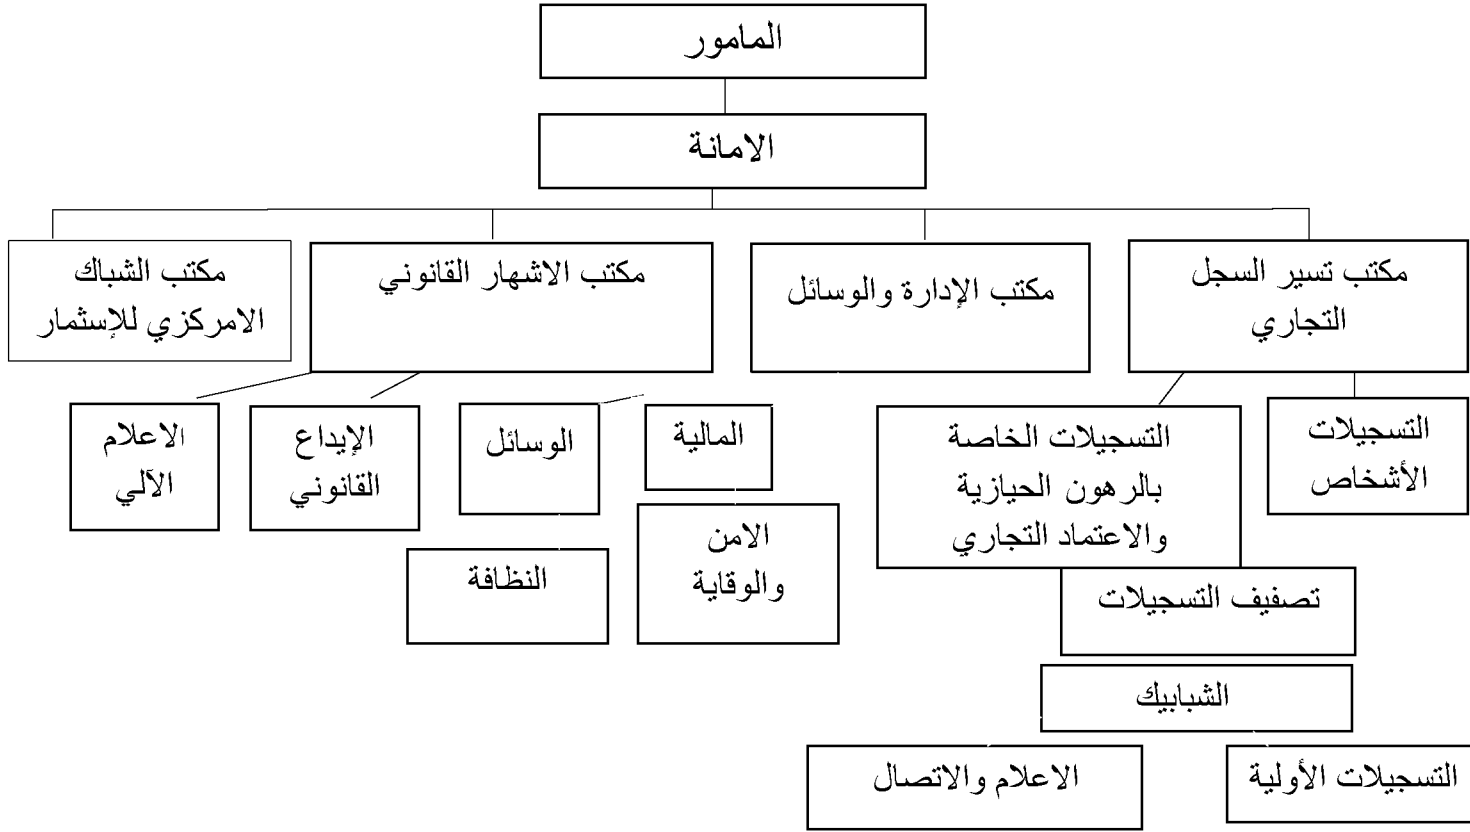 المامور
الامانة
مكتب تسير السجل
التجاري
مكتب الإدارة والوسائل
مكتب الاشهار القانوني
مكتب الشباك
الامركزي للإستثمار
التسجيلات
الأشخاص
التسجيلات الخاصة
بالرهون الحيازية
والاعتماد التجاري
المالية
الوسائل
الإيداع
القانوني
الاعلام
الآلي
الامن
والوقاية
النظافة
تصفيف التسجيلات
الشبابيك
التسجيلات الأولية
الاعلام والاتصال